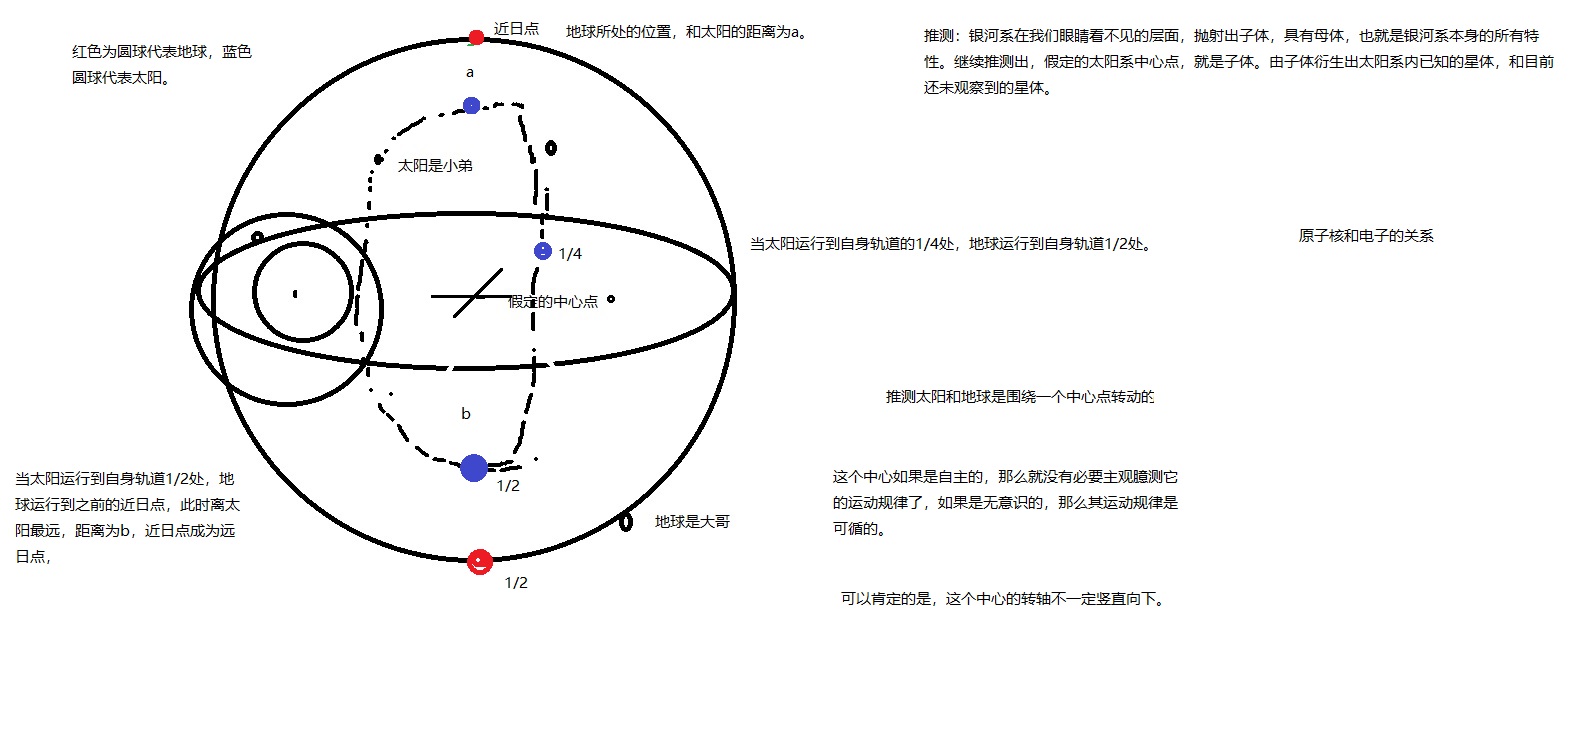 近日点
地球所处的位置，和太阳的距离为a。
推测：银河系在我们眼睛看不见的层面，抛射出子体，具有母体，也就是银河系本身的所有特
性。继续推测出，假定的太阳系中心点，就是子体。由子体衍生出太阳系内已知的星体，和目前
还未观察到的星体。
红色为圆球代表地球，蓝色
圆球代表太阳。
a
太阳是小弟
当太阳运行到自身轨道的1/4处，地球运行到自身轨道1/2处。
原子核和电子的关系
1/4
假定的中心点
推测太阳和地球是围绕一个中心点转动的
b
当太阳运行到自身轨道1/2处，地
球运行到之前的近日点，此时离太
阳最远，距离为b，近日点成为远
日点，
1/2
这个中心如果是自主的，那么就没有必要主观臆测它
的运动规律了，如果是无意识的，那么其运动规律是
可循的。
地球是大哥
1/2
可以肯定的是，这个中心的转轴不一定竖直向下。